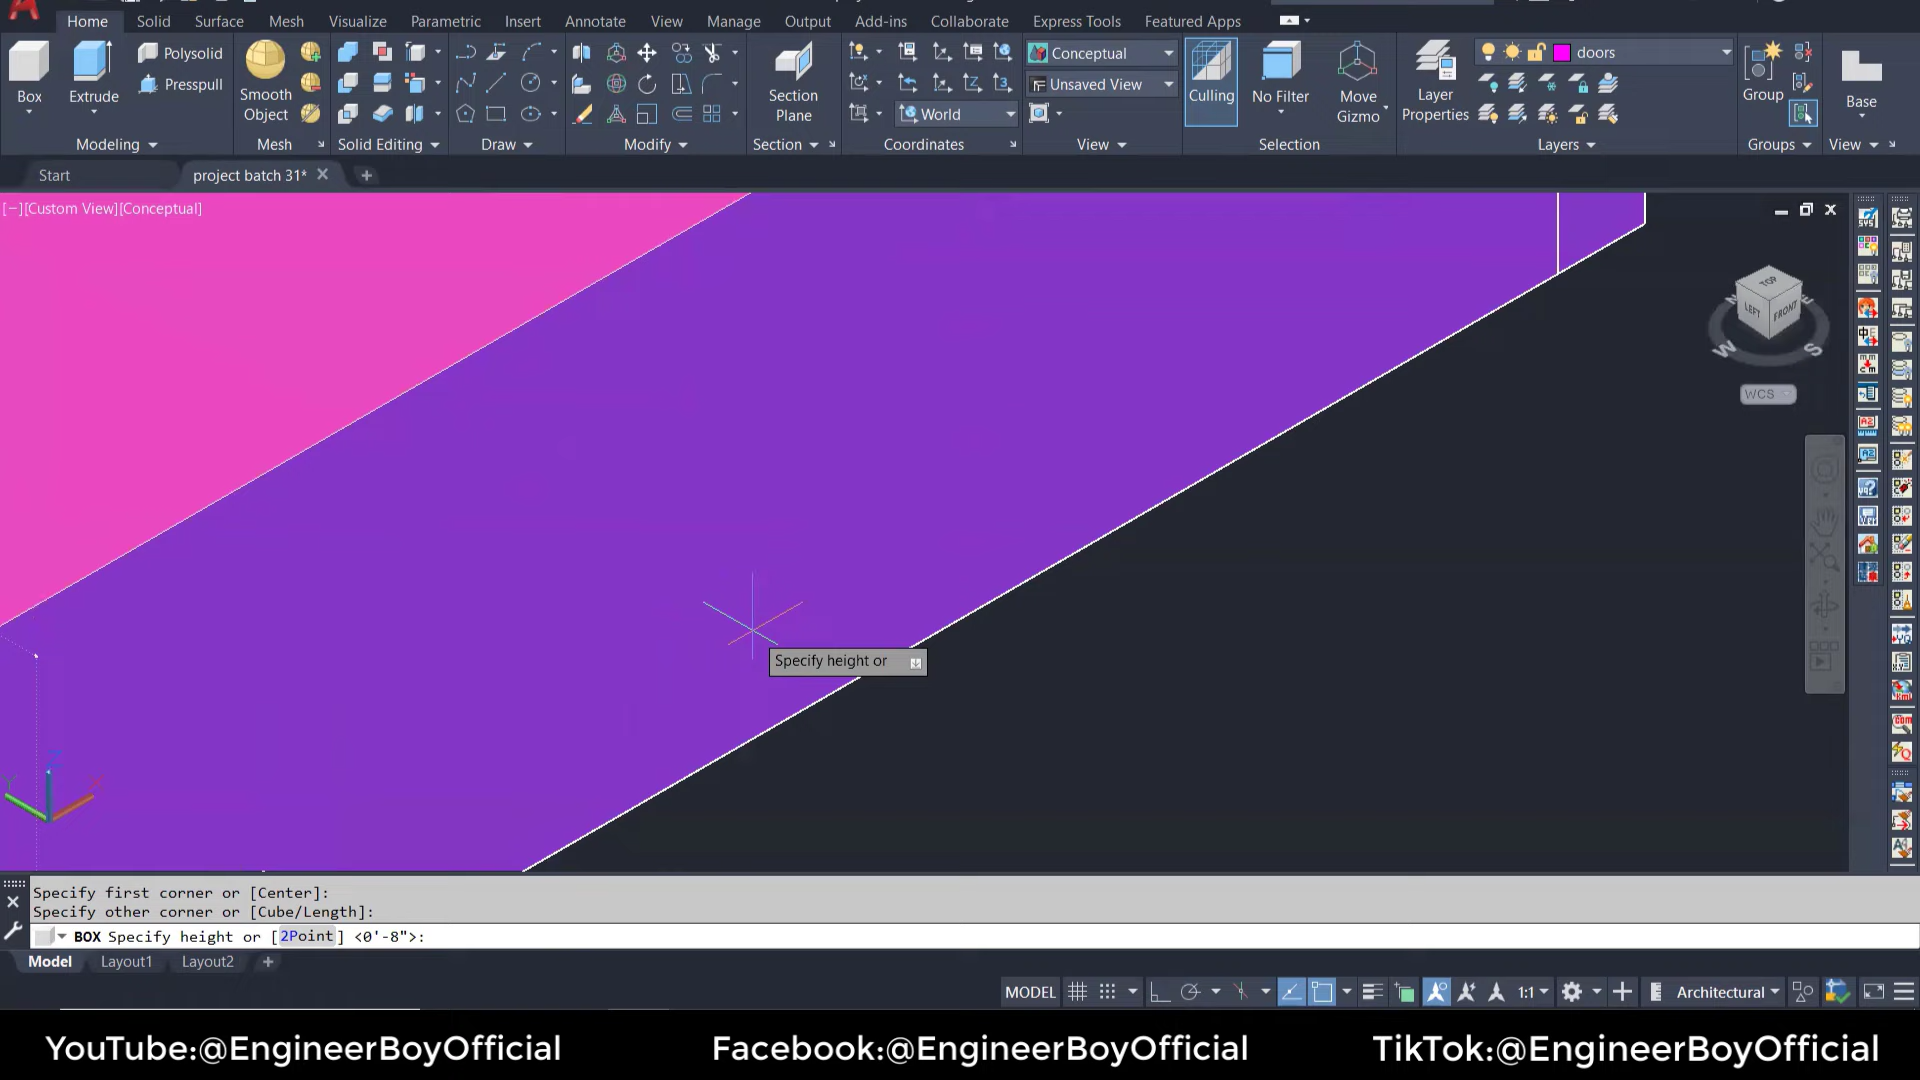 Home Solid Surface Mesh Visualize Parametric Insert Annotate View Manage Output Add-ins Collaborate Express Tools Featured Apps
Box Extrude Polysolid Presspull Smooth Object Section Plane World Conceptual Unsaved View Culling No Filter Move Gizmo Layer Properties doors Group Base
Modeling Mesh Solid Editing Draw Modify Section Coordinates View Selection Layers Groups View
Start project batch 31*
[−][Custom View][Conceptual]
TOP
LEFT FRONT
W S
WCS
Specify height or
Z
Y X
Specify first corner or [Center]:
Specify other corner or [Cube/Length]:
BOX Specify height or [2Point] <0'-8">:
Model Layout1 Layout2
MODEL 1:1 Architectural
YouTube:@EngineerBoyOfficial Facebook:@EngineerBoyOfficial TikTok:@EngineerBoyOfficial